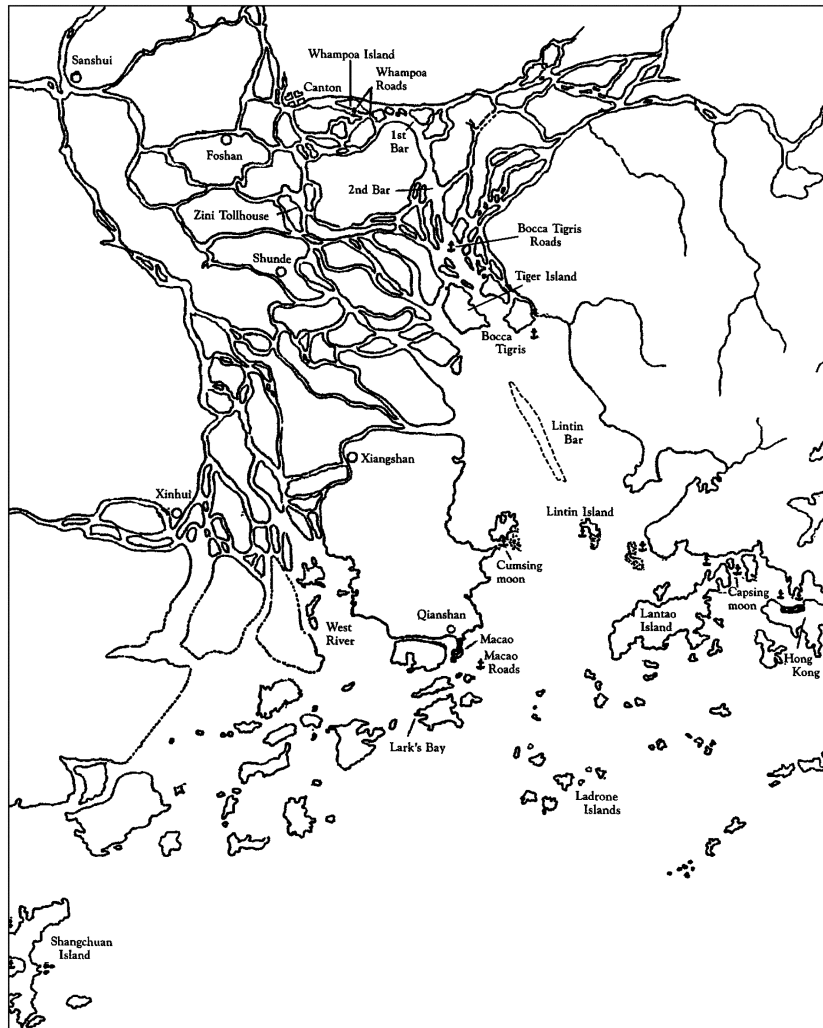 Whampoa Island
Whampoa
Roads
Sanshui
Canton
1st
Bar
Foshan
2nd Bar
Zini Tollhouse
Bocca Tigris
Roads
Shunde
Tiger Island
Bocca
Tigris
Lintin
Bar
Xiangshan
Xinhui
Lintin Island
Cumsing
moon
Capsing
moon
Qianshan
Lantao
Island
West
River
Macao
Macao
Roads
Hong
Kong
Lark's Bay
Ladrone
Islands
Shangchuan
Island